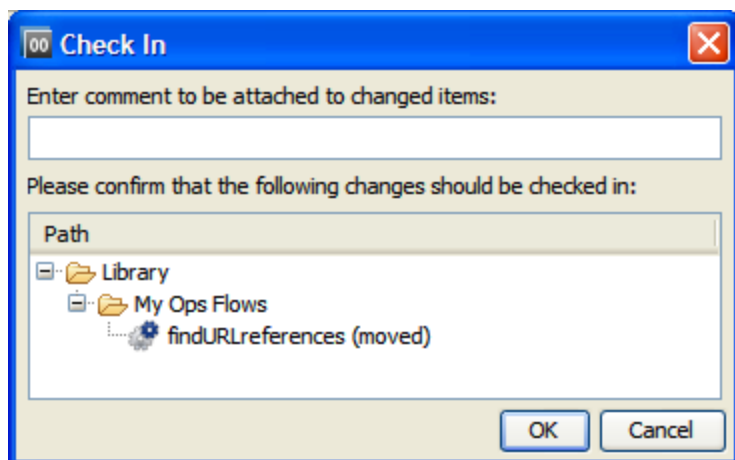 00 Check In
Enter comment to be attached to changed items:
Please confirm that the following changes should be checked in:
Path
Library
My Ops Flows
findURLreferences (moved)
OK Cancel